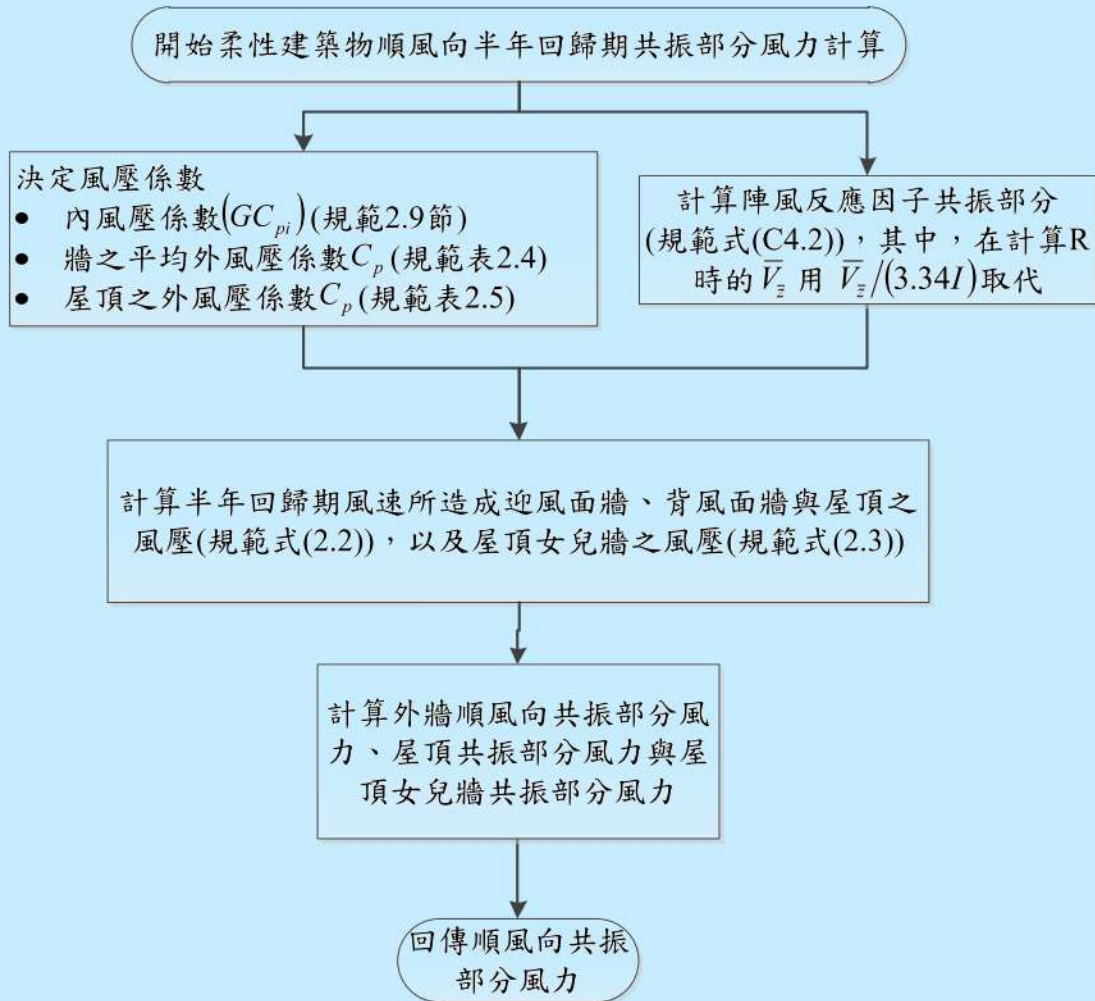 開始柔性建築物順風向半年回歸期共振部分風力計算
決定風壓係數
• 內風壓係數(GC_{pi})(規範2.9節)
• 牆之平均外風壓係數C_p(規範表2.4)
• 屋頂之外風壓係數C_p(規範表2.5)
計算陣風反應因子共振部分
(規範式(C4.2)),其中,在計算R
時的 \overline{V}_{\overline{z}} 用 \overline{V}_{\overline{z}}/(3.34I)取代
計算半年回歸期風速所造成迎風面牆、背風面牆與屋頂之
風壓(規範式(2.2)),以及屋頂女兒牆之風壓(規範式(2.3))
計算外牆順風向共振部分風
力、屋頂共振部分風力與屋
頂女兒牆共振部分風力
回傳順風向共振
部分風力